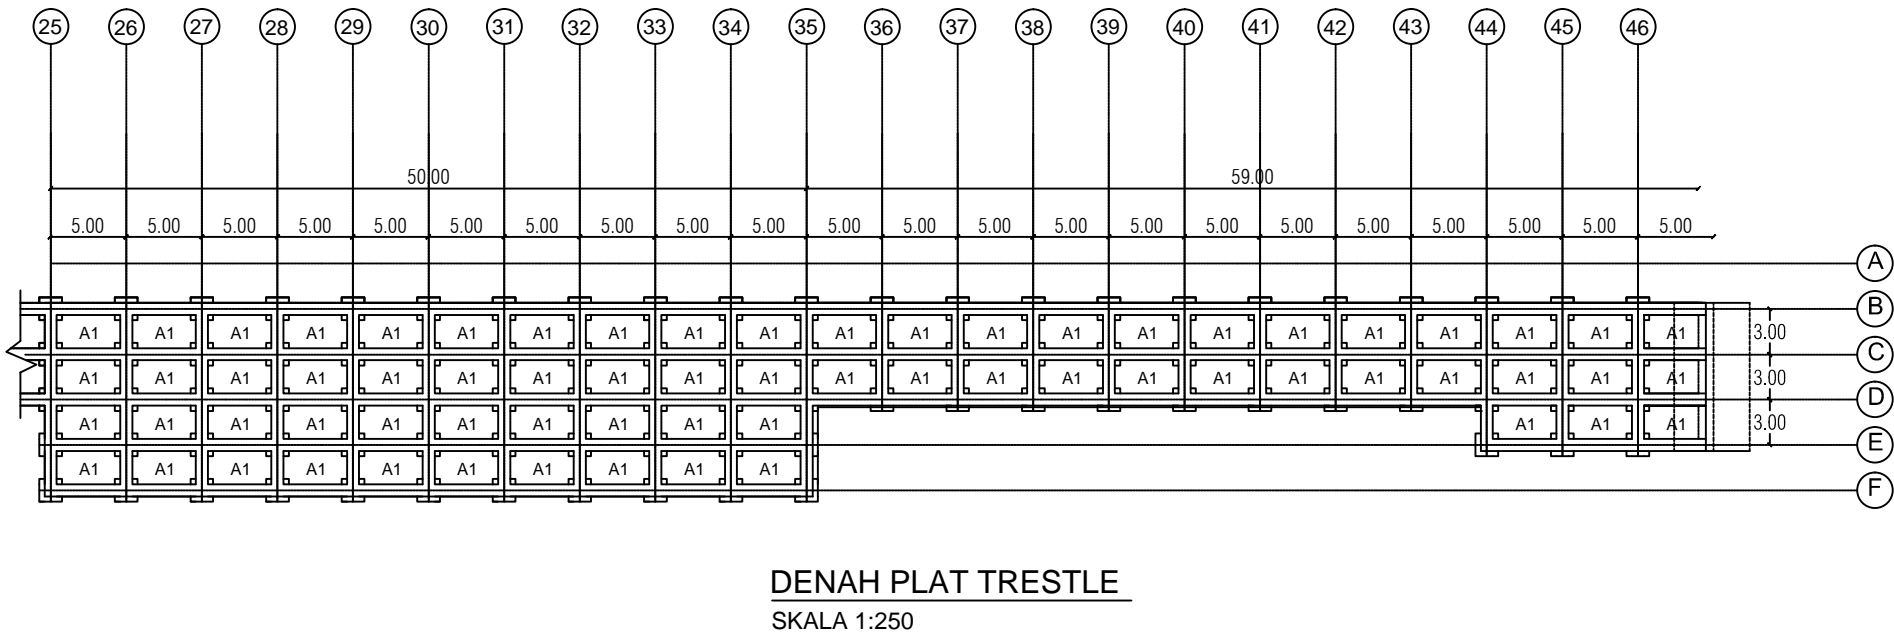 25 26 27 28 29 30 31 32 33 34 35 36 37 38 39 40 41 42 43 44 45 46
50.00 59.00
5.00 5.00 5.00 5.00 5.00 5.00 5.00 5.00 5.00 5.00 5.00 5.00 5.00 5.00 5.00 5.00 5.00 5.00 5.00 5.00 5.00 5.00
A
B
A1 A1 A1 A1 A1 A1 A1 A1 A1 A1 A1 A1 A1 A1 A1 A1 A1 A1 A1 A1 A1 A1 3.00
C
A1 A1 A1 A1 A1 A1 A1 A1 A1 A1 A1 A1 A1 A1 A1 A1 A1 A1 A1 A1 A1 A1 3.00
D
A1 A1 A1 A1 A1 A1 A1 A1 A1 A1 A1 A1 A1 3.00
E
A1 A1 A1 A1 A1 A1 A1 A1 A1 A1
F
DENAH PLAT TRESTLE
SKALA 1:250